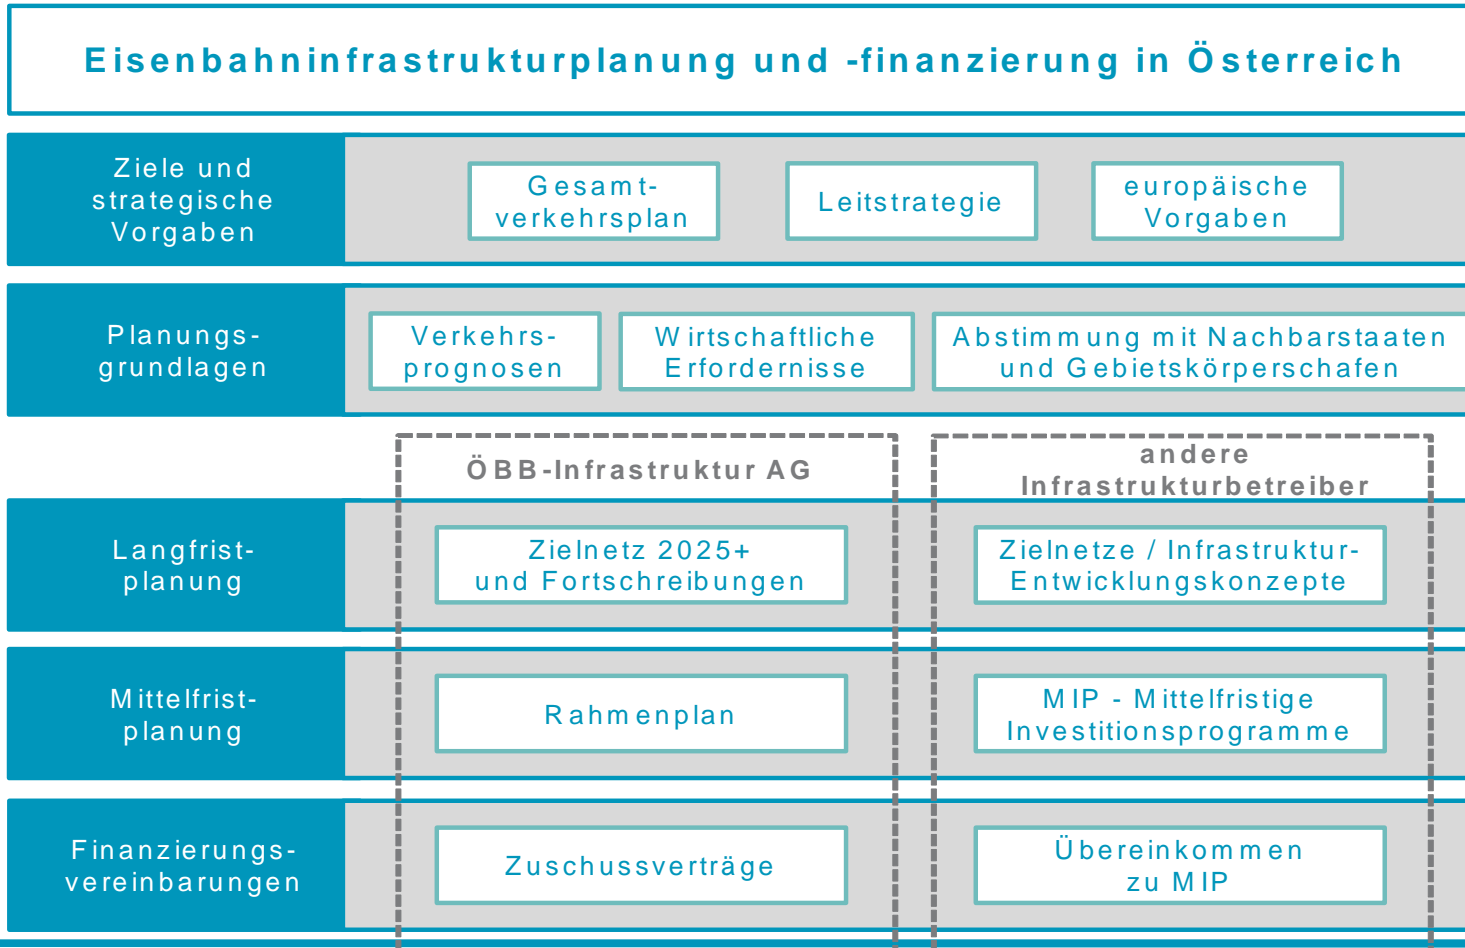 Eisenbahninfrastrukturplanung und -finanzierung in Österreich
Ziele und
strategische
Vorgaben
Gesamt-
verkehrsplan
Leitstrategie
europäische
Vorgaben
Planungs-
grundlagen
Verkehrs-
prognosen
Wirtschaftliche
Erfordernisse
Abstimmung mit Nachbarstaaten
und Gebietskörperschafen
ÖBB-Infrastruktur AG
andere
Infrastrukturbetreiber
Langfrist-
planung
Zielnetz 2025+
und Fortschreibungen
Zielnetze / Infrastruktur-
Entwicklungskonzepte
Mittelfrist-
planung
Rahmenplan
MIP - Mittelfristige
Investitionsprogramme
Finanzierungs-
vereinbarungen
Zuschussverträge
Übereinkommen
zu MIP